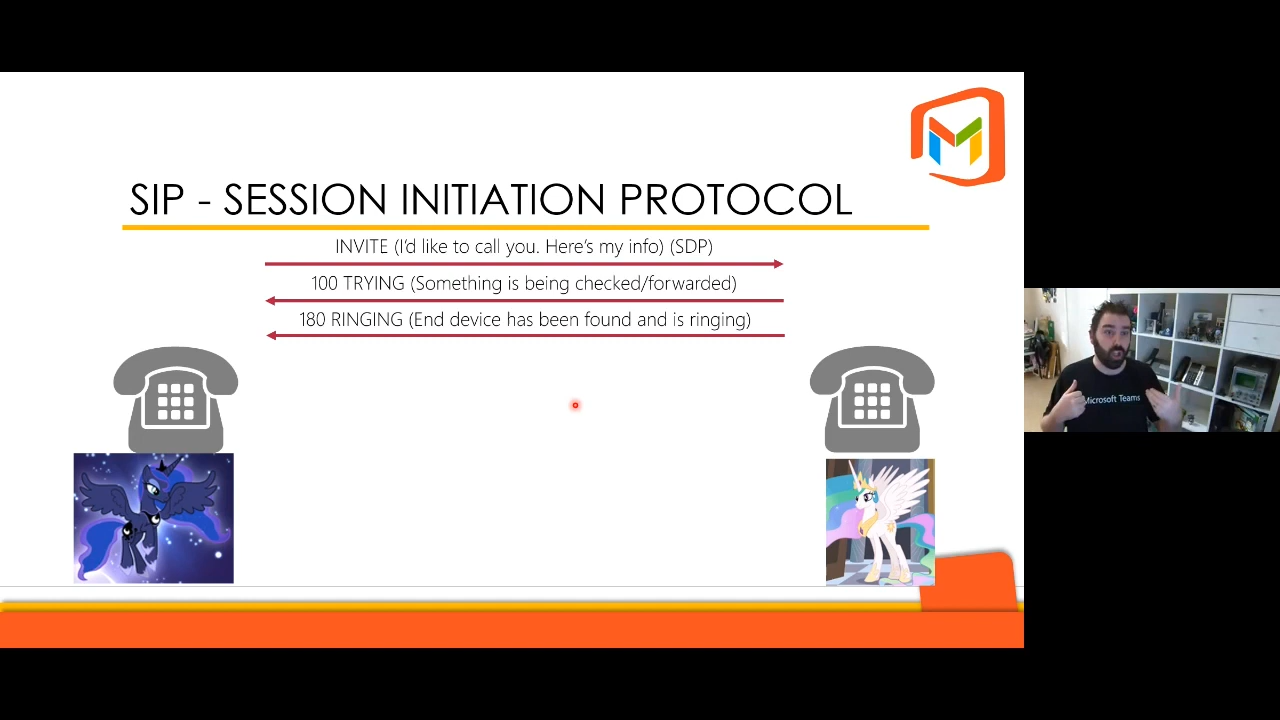 SIP - SESSION INITIATION PROTOCOL
INVITE (I'd like to call you. Here's my info) (SDP)
100 TRYING (Something is being checked/forwarded)
180 RINGING (End device has been found and is ringing)
Microsoft Teams